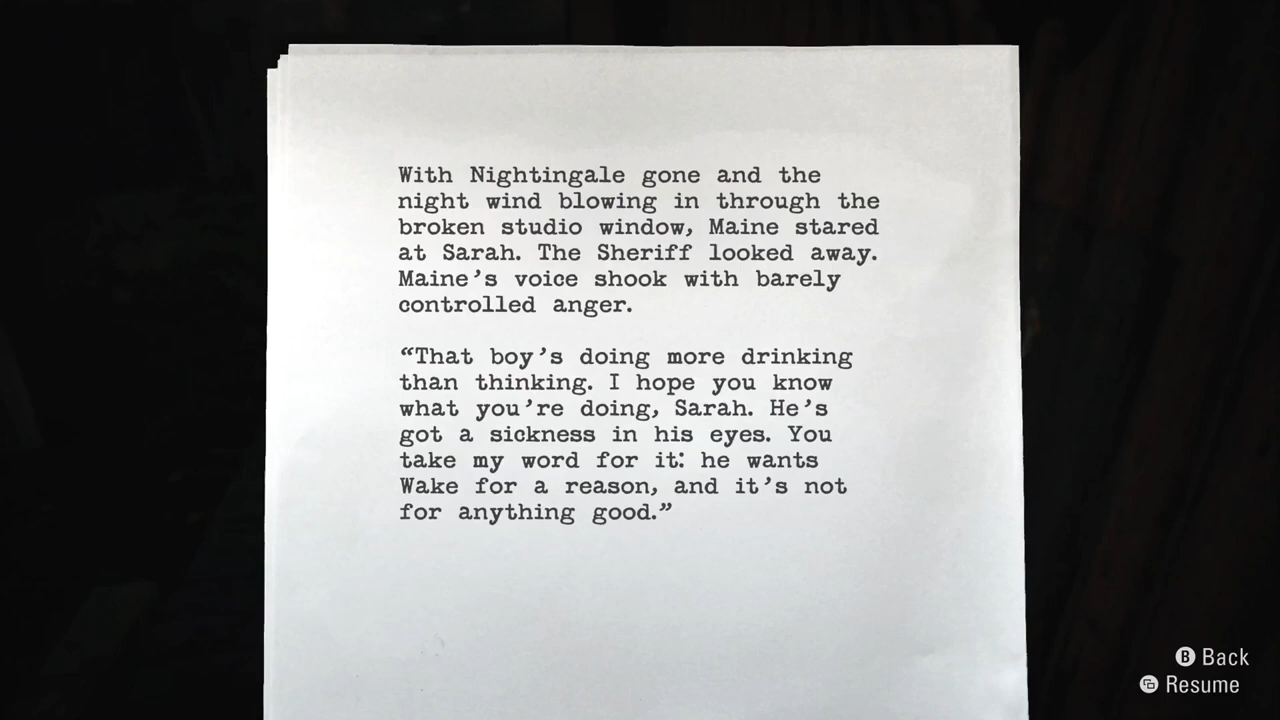 With Nightingale gone and the
night wind blowing in through the
broken studio window, Maine stared
at Sarah. The Sheriff looked away.
Maine’s voice shook with barely
controlled anger.
“That boy’s doing more drinking
than thinking. I hope you know
what you’re doing, Sarah. He’s
got a sickness in his eyes. You
take my word for it: he wants
Wake for a reason, and it’s not
for anything good.”
B Back
Resume